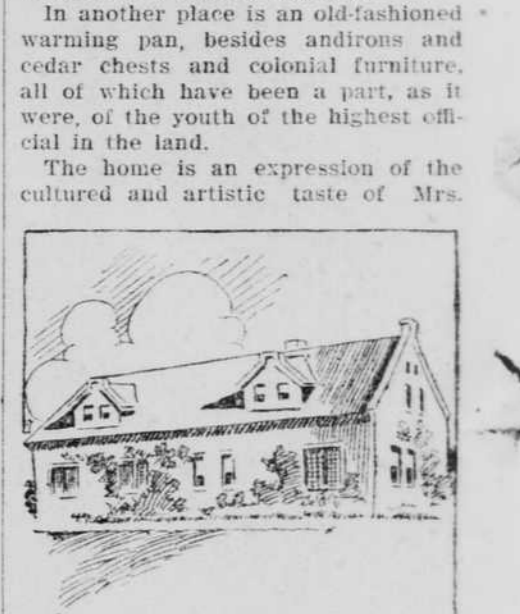 In another place is an old-fashioned
warming pan, besides andirons and
cedar chests and colonial furniture,
all of which have been a part, as it
were, of the youth of the highest offi-
cial in the land.
The home is an expression of the
cultured and artistic taste of Mrs.